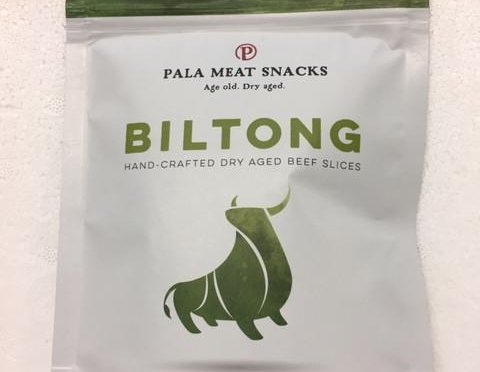 P
PALA MEAT SNACKS
Age old. Dry aged.
BILTONG
HAND-CRAFTED DRY AGED BEEF SLICES